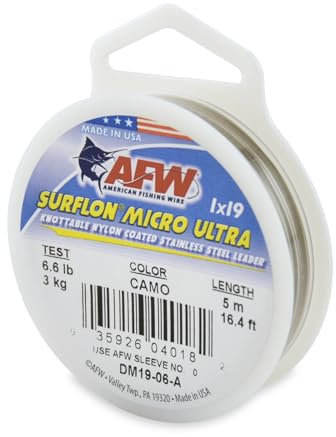 MADE IN USA
AFW
AMERICAN FISHING WIRE
1x19
SURFLON® MICRO ULTRA
KNOTTABLE NYLON COATED STAINLESS STEEL LEADER
TEST
6.6 lb
3 kg
COLOR
CAMO
LENGTH
5 m
16.4 ft
9 35926 04018 2
USE AFW SLEEVE NO 0
DM19-06-A
©AFW • Valley Twp., PA 19320 • Made in USA